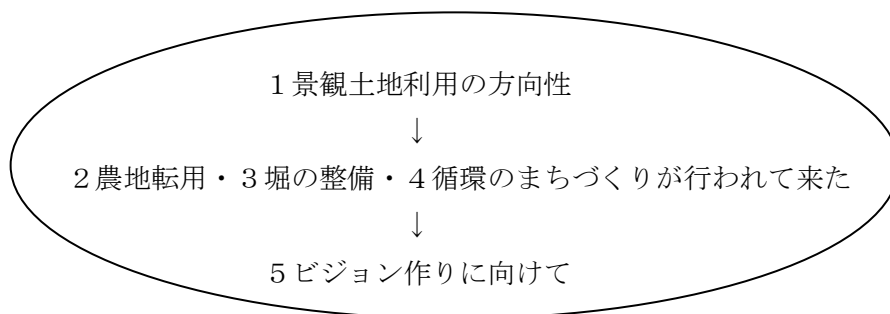 １景観土地利用の方向性
↓
２農地転用・３堀の整備・４循環のまちづくりが行われて来た
↓
５ビジョン作りに向けて